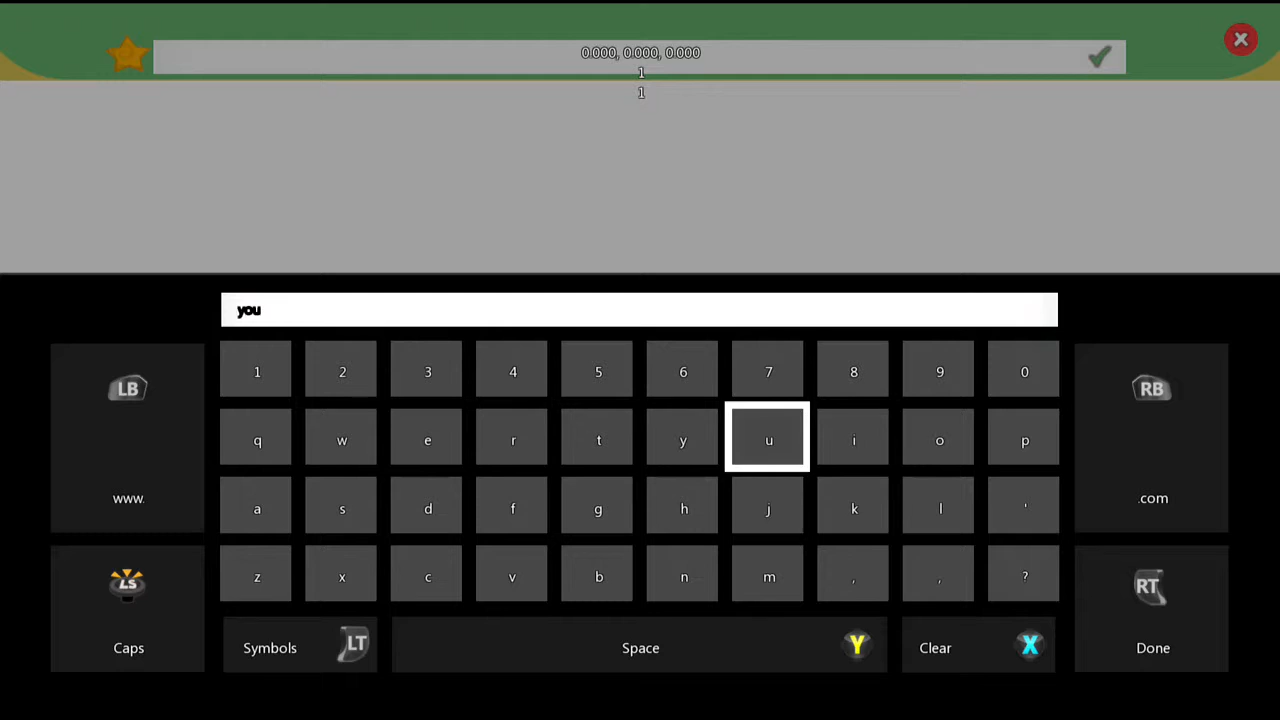 0.000, 0.000, 0.000
1
1
you
LB
1 2 3 4 5 6 7 8 9 0
RB
q w e r t y u i o p
www.
.com
a s d f g h j k l '
LS
z x c v b n m , , ?
RT
Caps
Symbols LT
Space Y
Clear X
Done